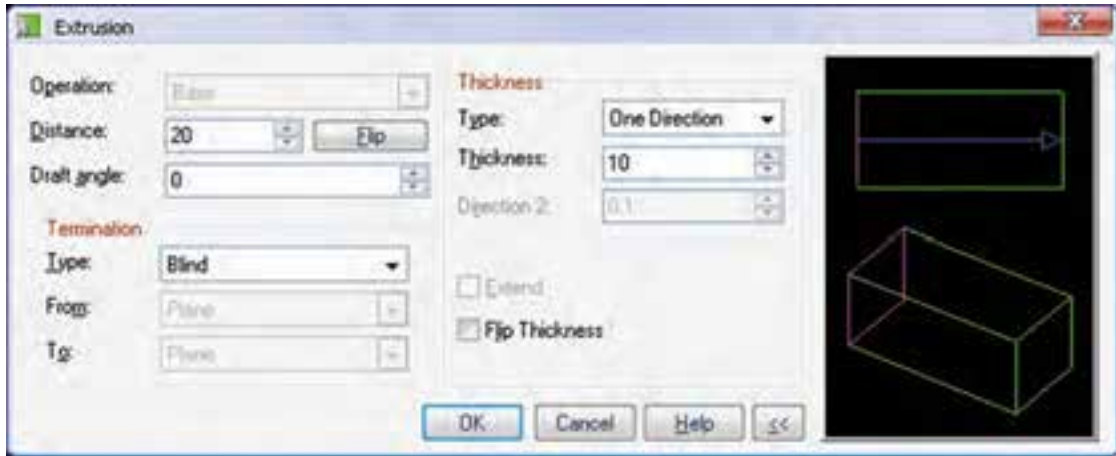 Extrusion
Operation: Base
Distance: 20 Flip
Draft angle: 0
Termination
Type: Blind
From: Plane
To: Plane
Thickness
Type: One Direction
Thickness: 10
Direction 2: 0.1
Extend
Flip Thickness
OK Cancel Help <<